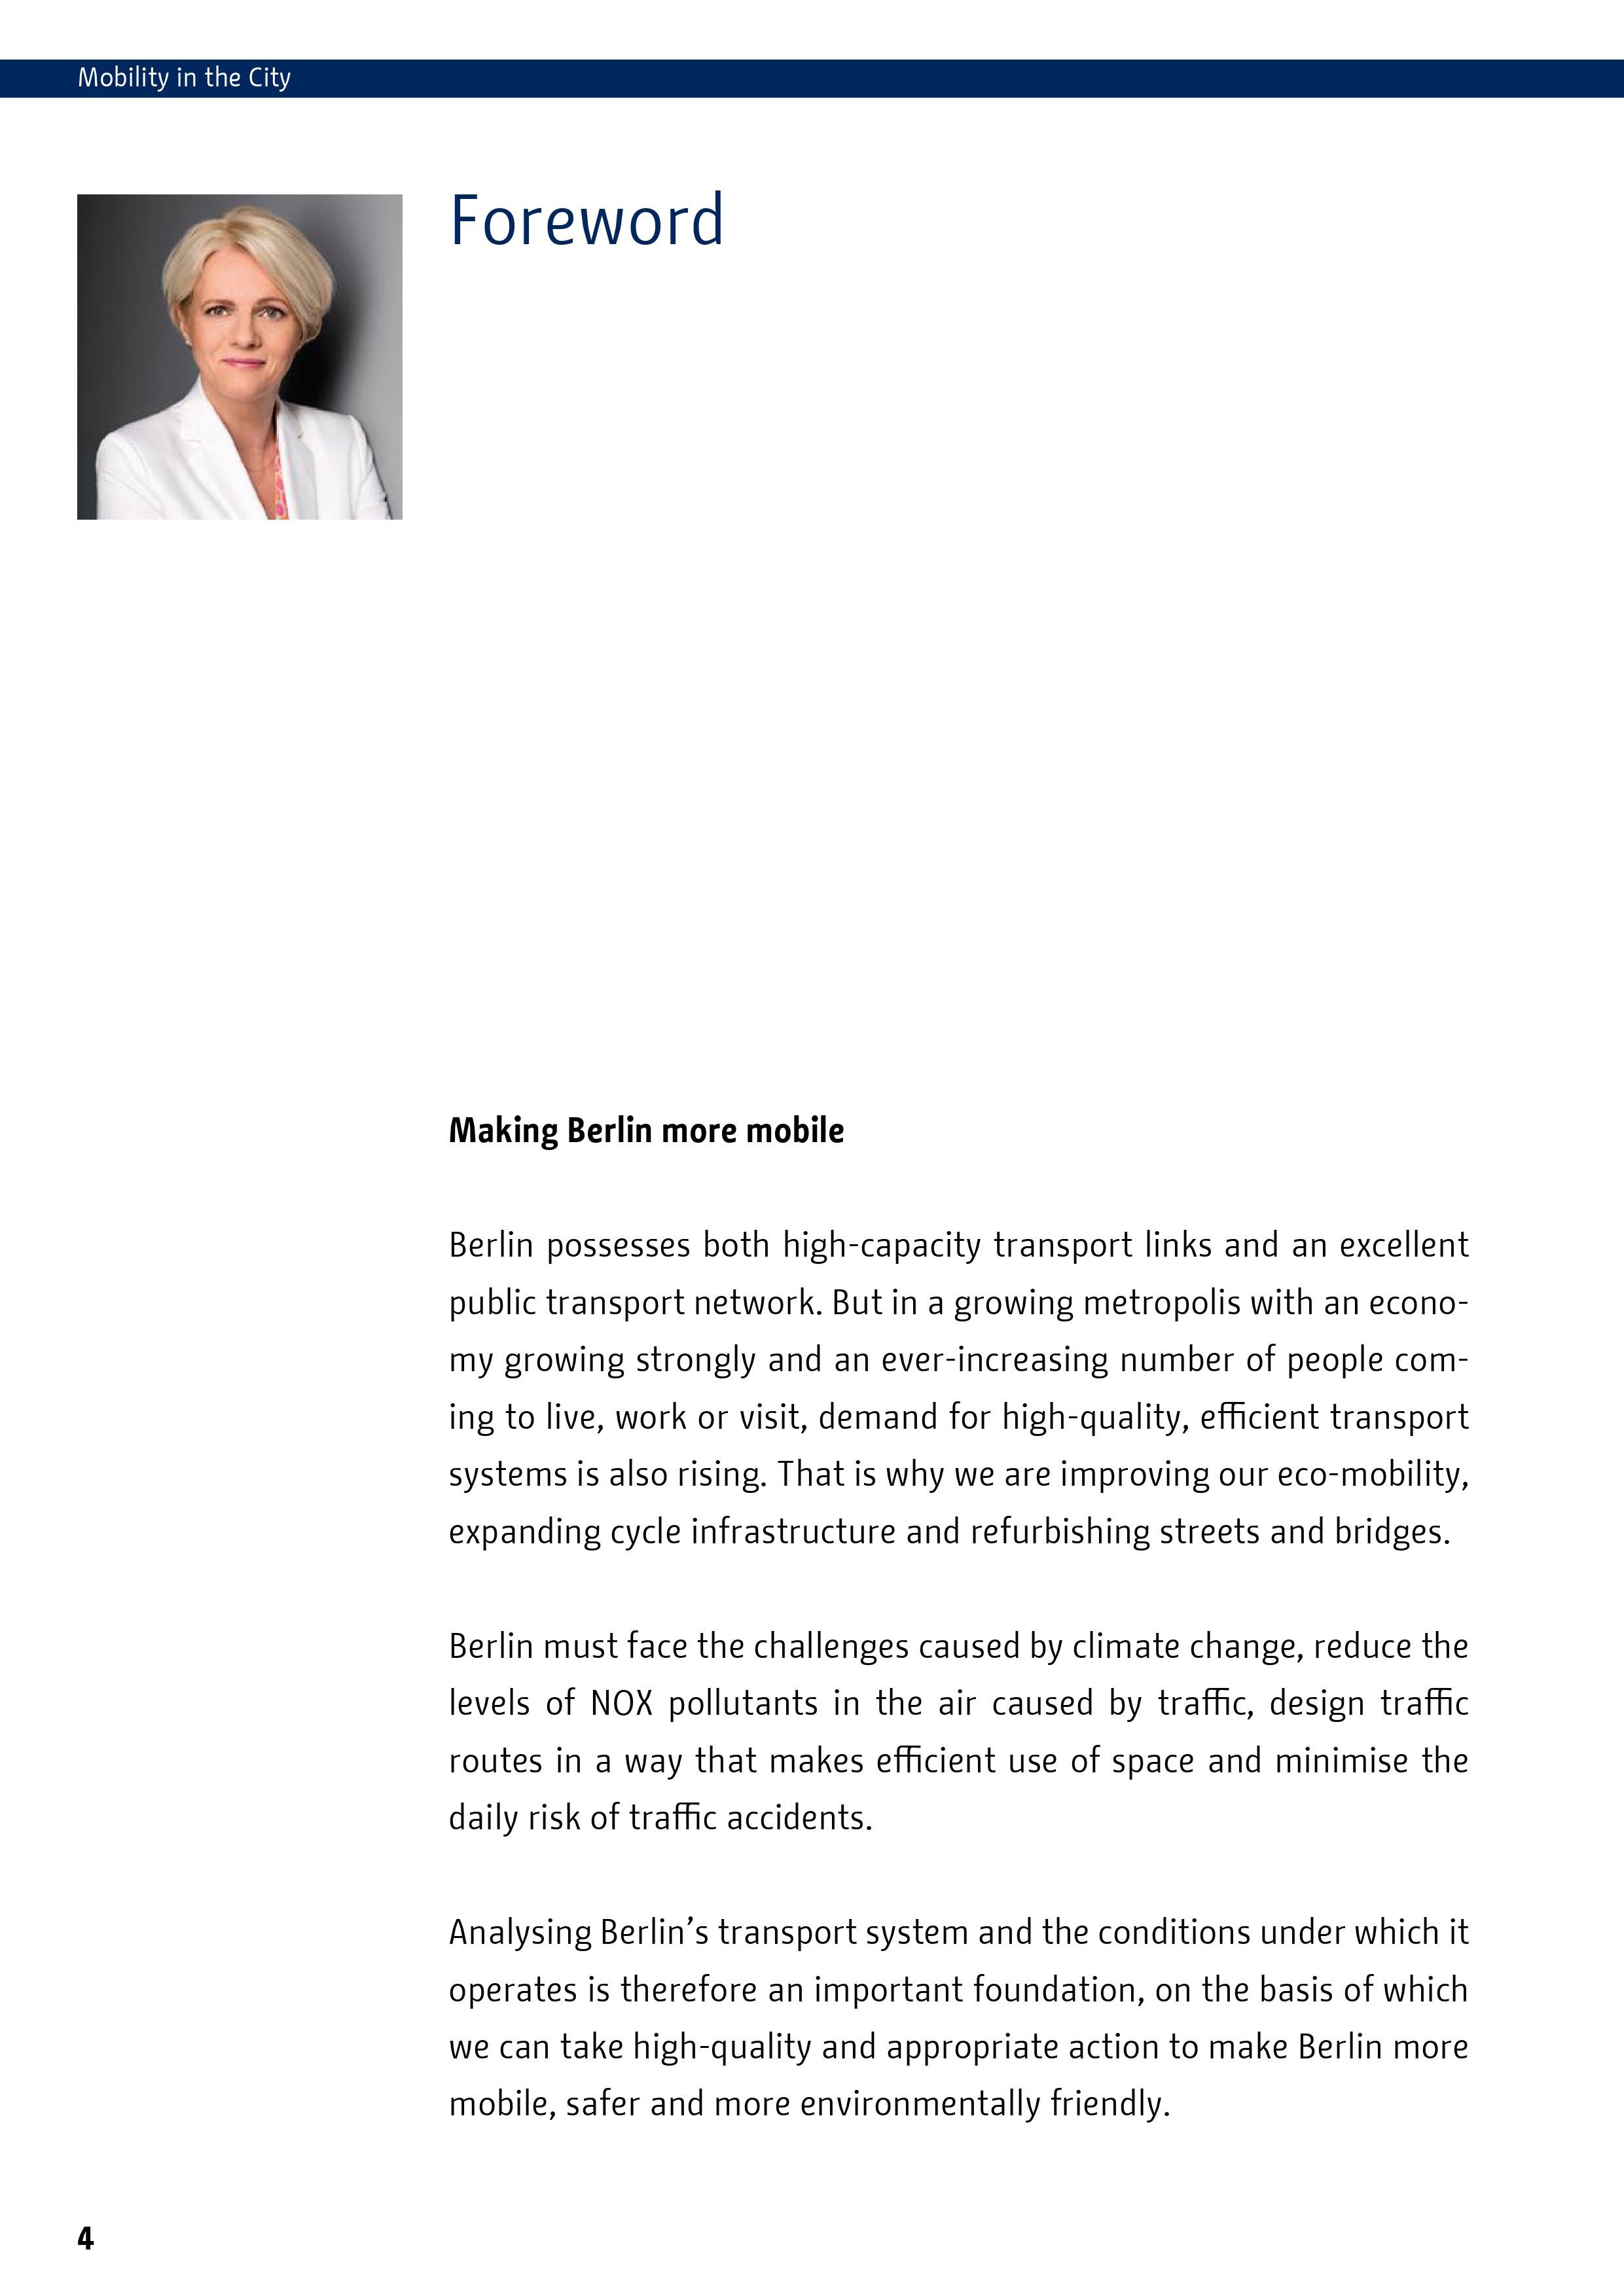 Mobility in the City
Foreword
Making Berlin more mobile
Berlin possesses both high-capacity transport links and an excellent
public transport network. But in a growing metropolis with an econo-
my growing strongly and an ever-increasing number of people com-
ing to live, work or visit, demand for high-quality, efficient transport
systems is also rising. That is why we are improving our eco-mobility,
expanding cycle infrastructure and refurbishing streets and bridges.
Berlin must face the challenges caused by climate change, reduce the
levels of NOX pollutants in the air caused by traffic, design traffic
routes in a way that makes efficient use of space and minimise the
daily risk of traffic accidents.
Analysing Berlin’s transport system and the conditions under which it
operates is therefore an important foundation, on the basis of which
we can take high-quality and appropriate action to make Berlin more
mobile, safer and more environmentally friendly.
4